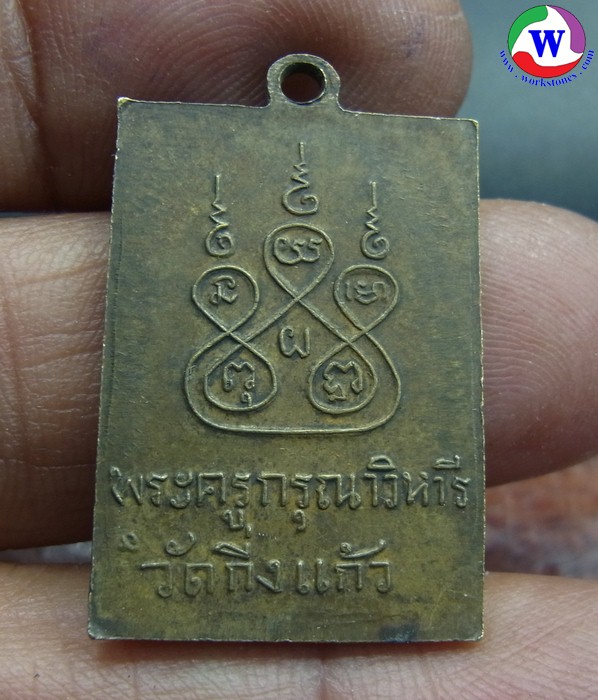 W
www.workstones.com
ผ
พระครูกรุณาวิหารี
วัดกิ่งแก้ว